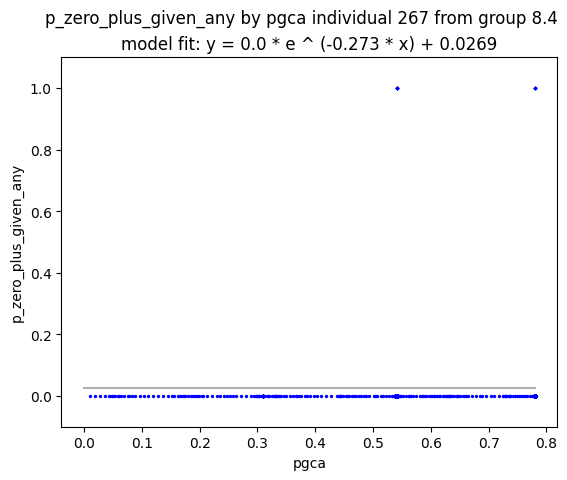 p_zero_plus_given_any by pgca individual 267 from group 8.4
model fit: y = 0.0 * e ^ (-0.273 * x) + 0.0269
1.0
0.8
0.6
0.4
0.2
0.0
p_zero_plus_given_any
0.0 0.1 0.2 0.3 0.4 0.5 0.6 0.7 0.8
pgca